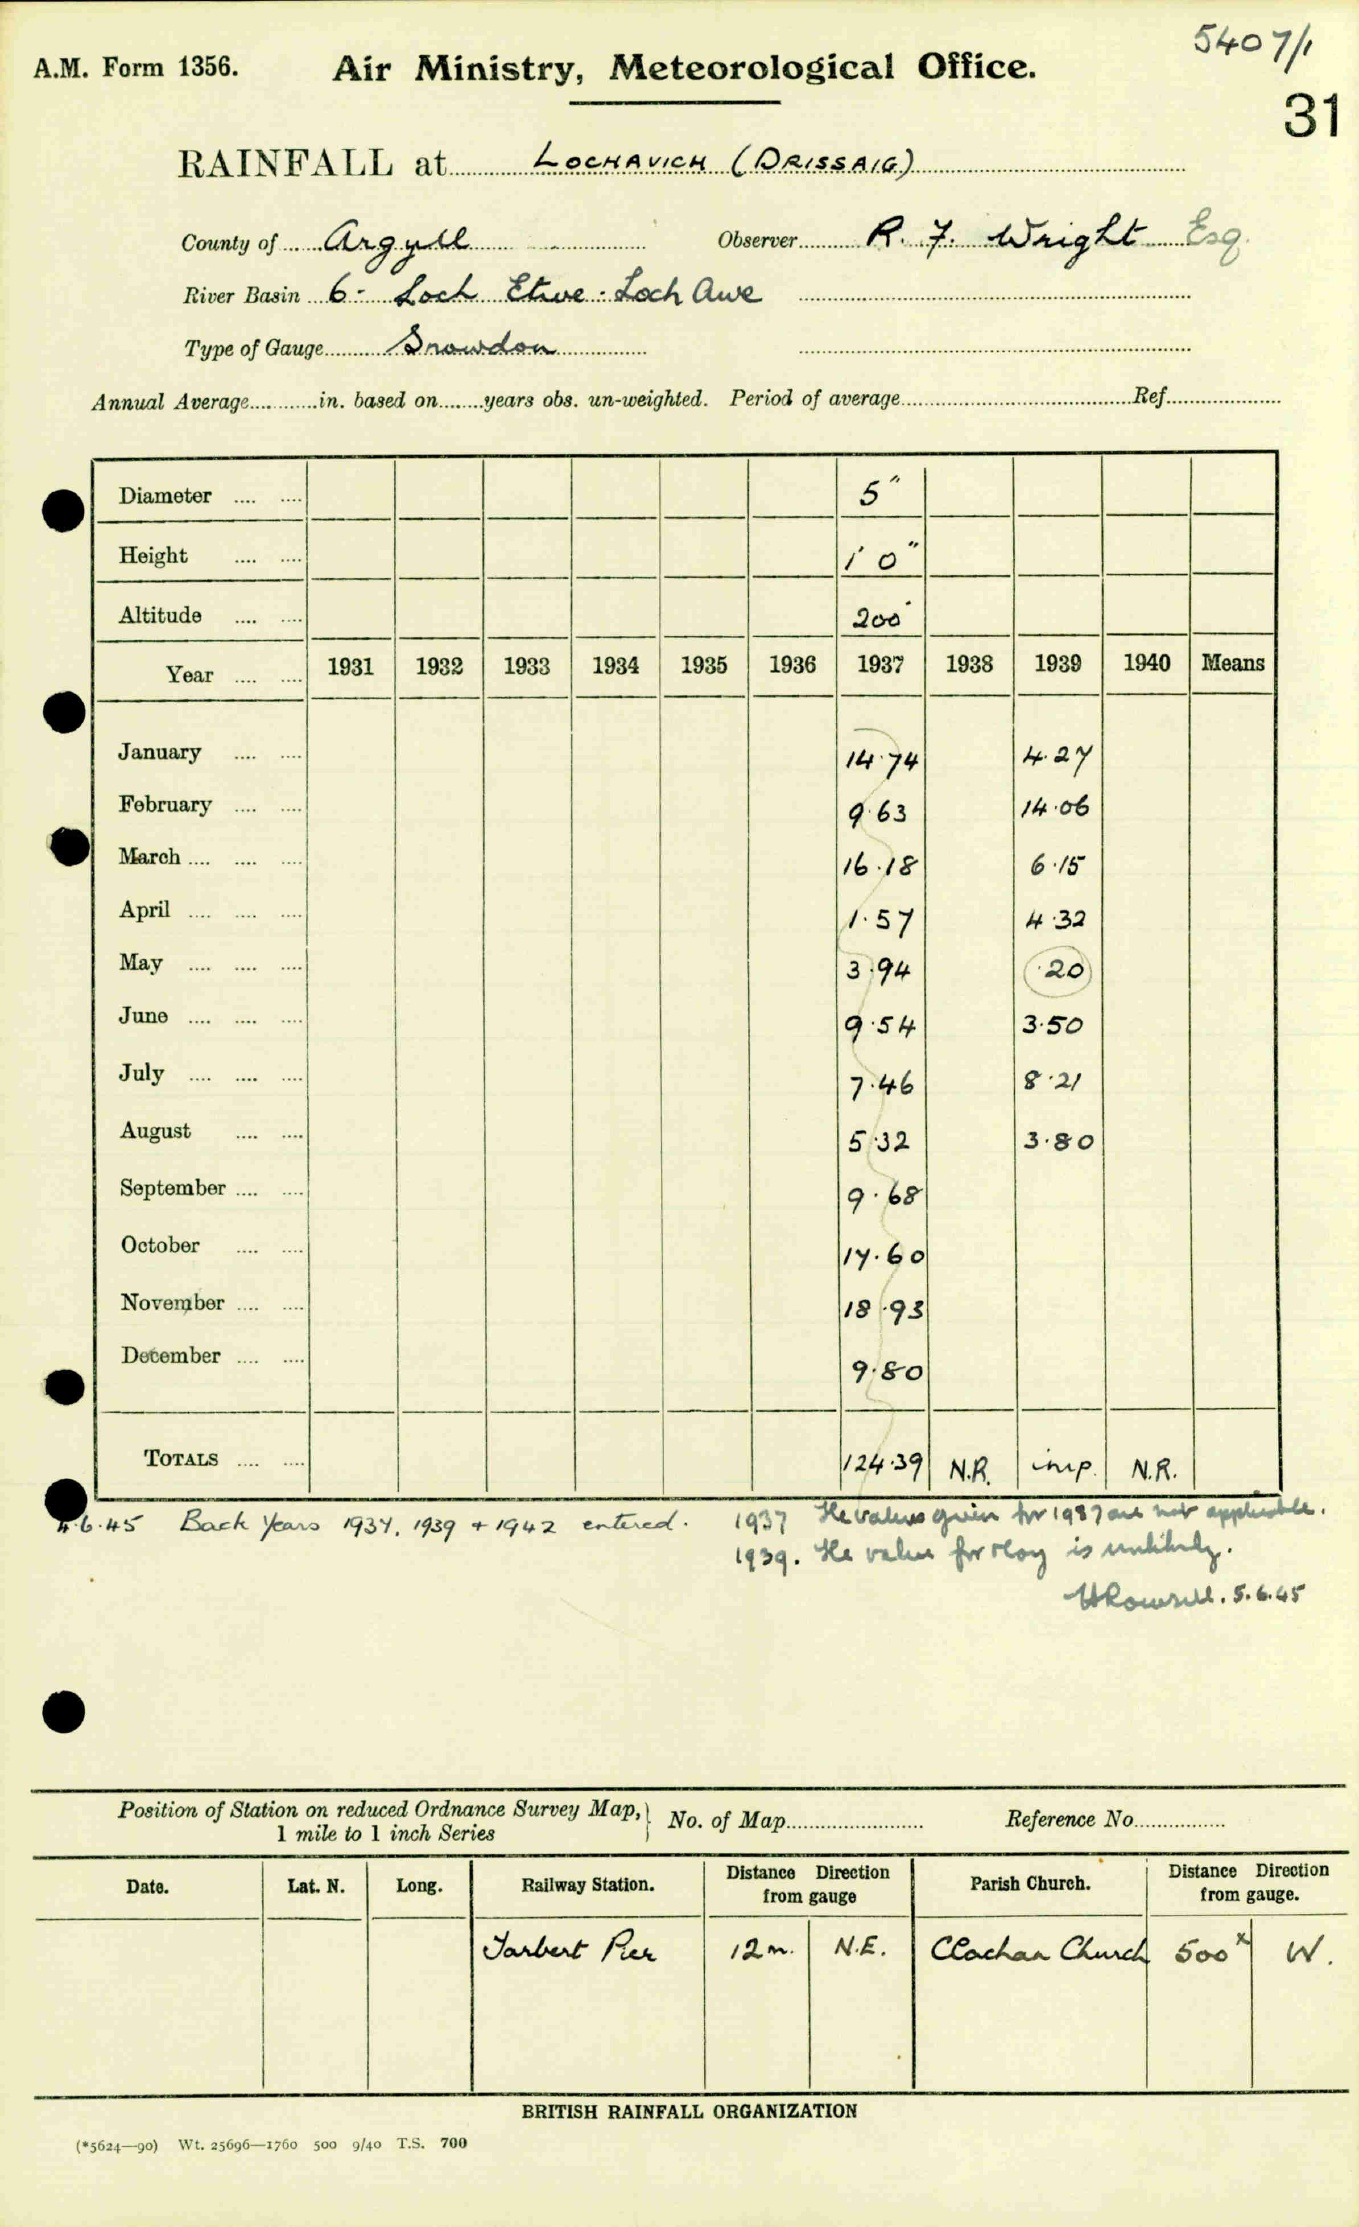 5407/1
A.M. Form 1356. Air Ministry, Meteorological Office.
31
RAINFALL at LOCHAVICH (DRISSAIG)
County of Argyll Observer R. F. Wright Esq.
River Basin 6- Loch Etive - Loch Awe
Type of Gauge Snowdon
Annual Average in. based on years obs. un-weighted. Period of average Ref
Diameter 5"
Height 1' 0"
Altitude 200'
Year 1931 1932 1933 1934 1935 1936 1937 1938 1939 1940 Means
January 14.74 4.27
February 9.63 14.06
March 16.18 6.15
April 1.57 4.32
May 3.94 .20
June 9.54 3.50
July 7.46 8.21
August 5.32 3.80
September 9.68
October 17.60
November 18.93
December 9.80
TOTALS 124.39 N.R. imp. N.R.
4.6.45 Back Years 1937, 1939 + 1942 entered. 1937 The values given for 1937 are not applicable.
1939. The value for May is unlikely.
5.6.45
Position of Station on reduced Ordnance Survey Map, 1 mile to 1 inch Series } No. of Map Reference No
Date. Lat. N. Long. Railway Station. Distance Direction from gauge Parish Church. Distance Direction from gauge.
Tarbert Pier 12 m. N.E. Clachan Church 500x W.
BRITISH RAINFALL ORGANIZATION
(*5624—90) Wt. 25696—1760 500 9/40 T.S. 700